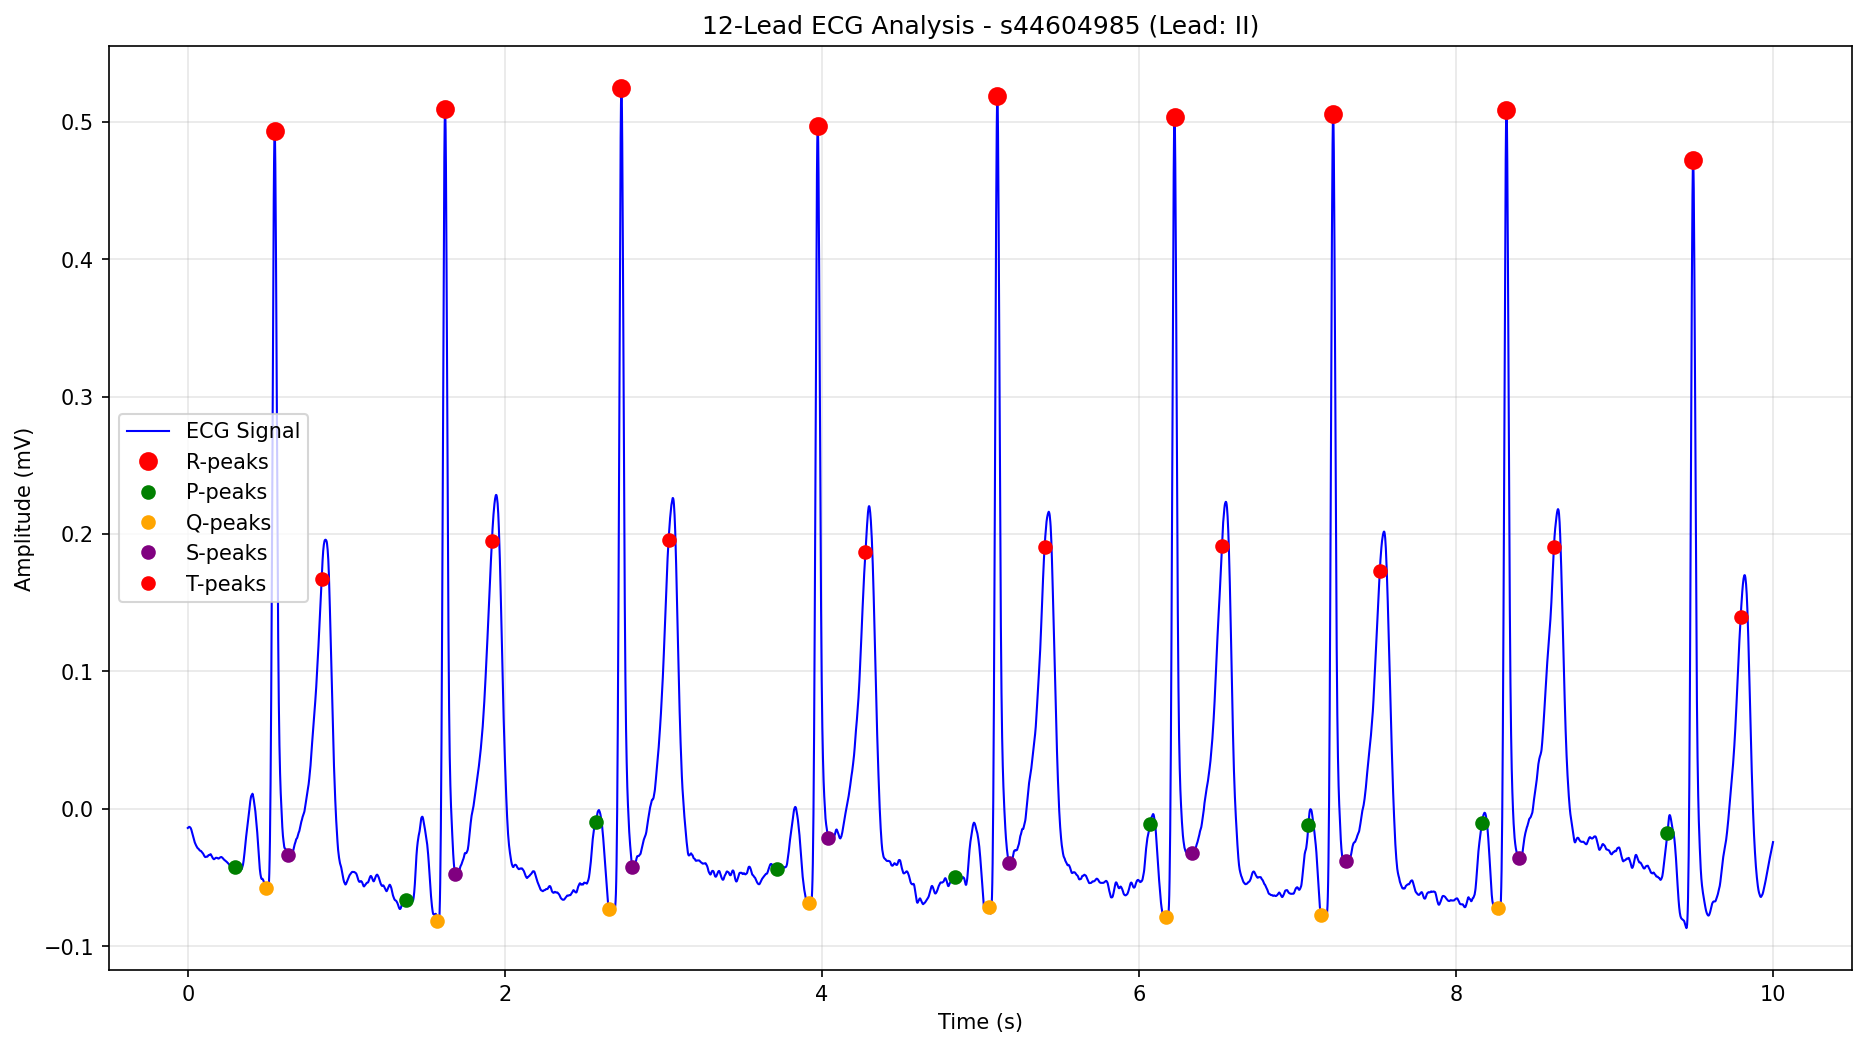 12-Lead ECG Analysis - s44604985 (Lead: II)
Amplitude (mV)
0.5
0.4
0.3
0.2
0.1
0.0
−0.1
ECG Signal
R-peaks
P-peaks
Q-peaks
S-peaks
T-peaks
0 2 4 6 8 10
Time (s)